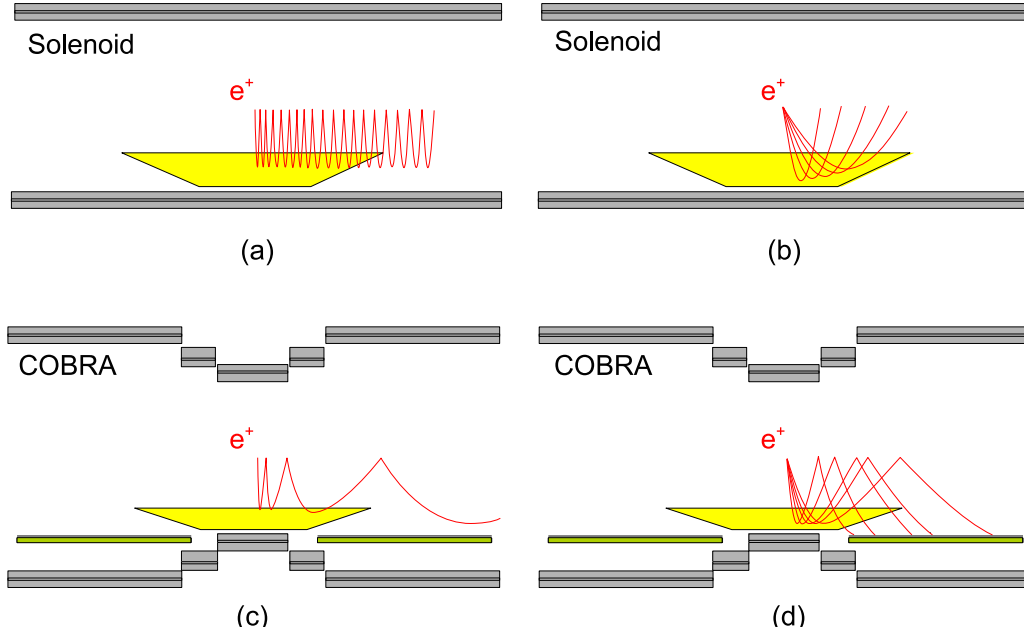 Solenoid
e⁺
(a)
Solenoid
e⁺
(b)
COBRA
e⁺
(c)
COBRA
e⁺
(d)